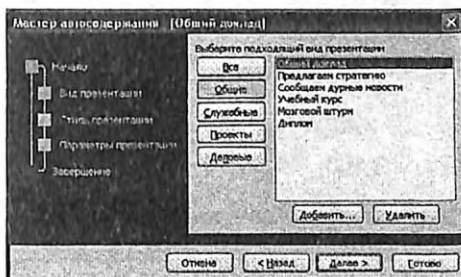 Мастер автосодержания - [Общий доклад]
Начало
Вид презентации
Стиль презентации
Параметры презентации
Завершение
Выберите подходящий вид презентации
Все
Общие
Служебные
Проекты
Деловые
Общий доклад
Предлагаем стратегию
Сообщаем дурные новости
Учебный курс
Мозговой штурм
Диплом
Добавить...
Удалить
Отмена
< Назад
Далее >
Готово